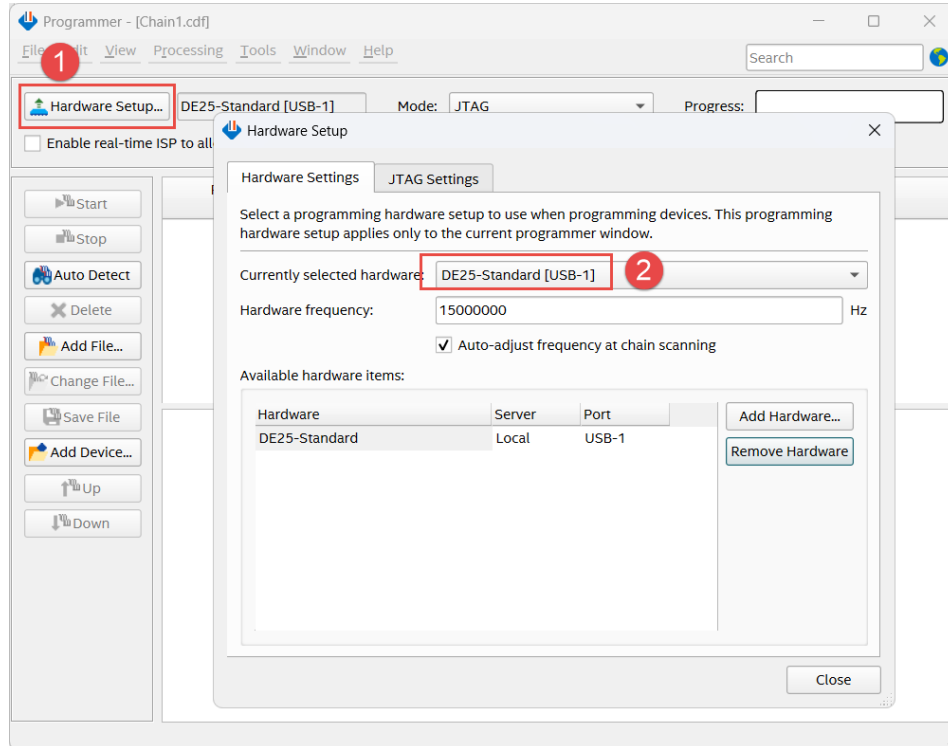 Programmer - [Chain1.cdf]
File Edit View Processing Tools Window Help
1
Search
Hardware Setup... DE25-Standard [USB-1] Mode: JTAG Progress:
Enable real-time ISP to all
Hardware Setup
Hardware Settings JTAG Settings
Select a programming hardware setup to use when programming devices. This programming
hardware setup applies only to the current programmer window.
Currently selected hardware: DE25-Standard [USB-1] 2
Hardware frequency: 15000000 Hz
Auto-adjust frequency at chain scanning
Available hardware items:
Hardware Server Port
DE25-Standard Local USB-1
Add Hardware...
Remove Hardware
Close
Start
Stop
Auto Detect
Delete
Add File...
Change File...
Save File
Add Device...
Up
Down